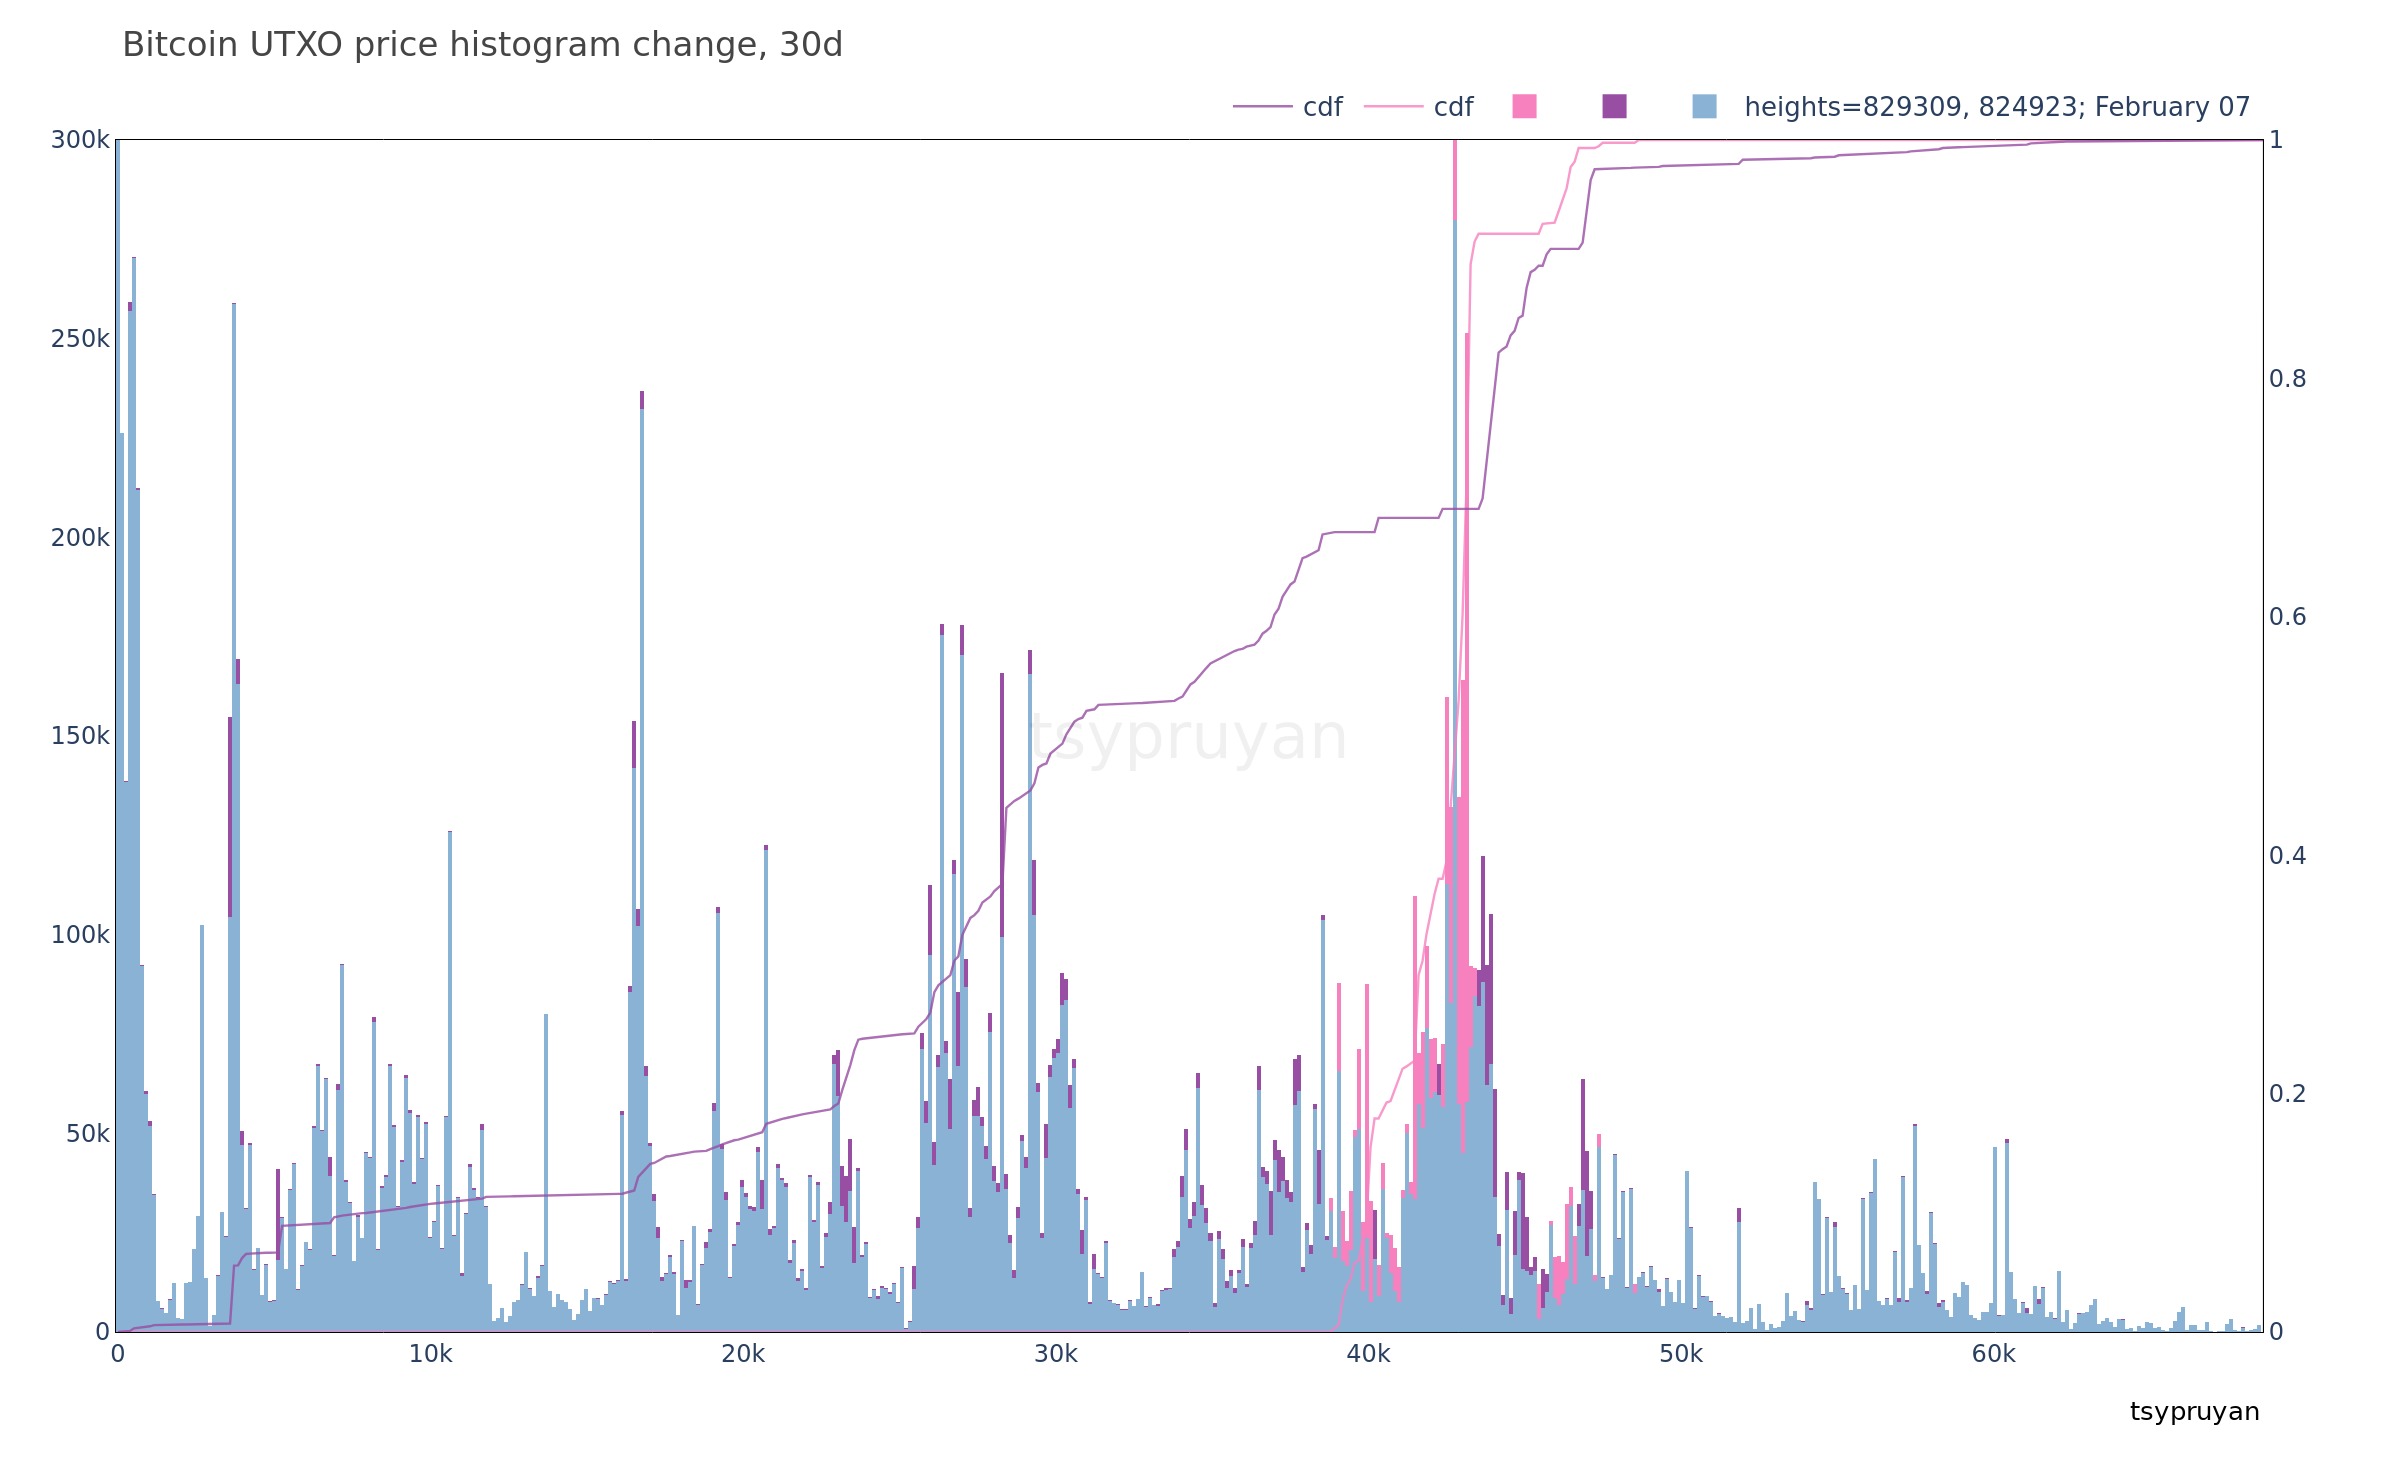 Bitcoin UTXO price histogram change, 30d
cdf cdf heights=829309, 824923; February 07
300k 1
250k
0.8
200k
0.6
150k
tsypruyan
100k
0.4
50k
0.2
0 0
0 10k 20k 30k 40k 50k 60k
tsypruyan